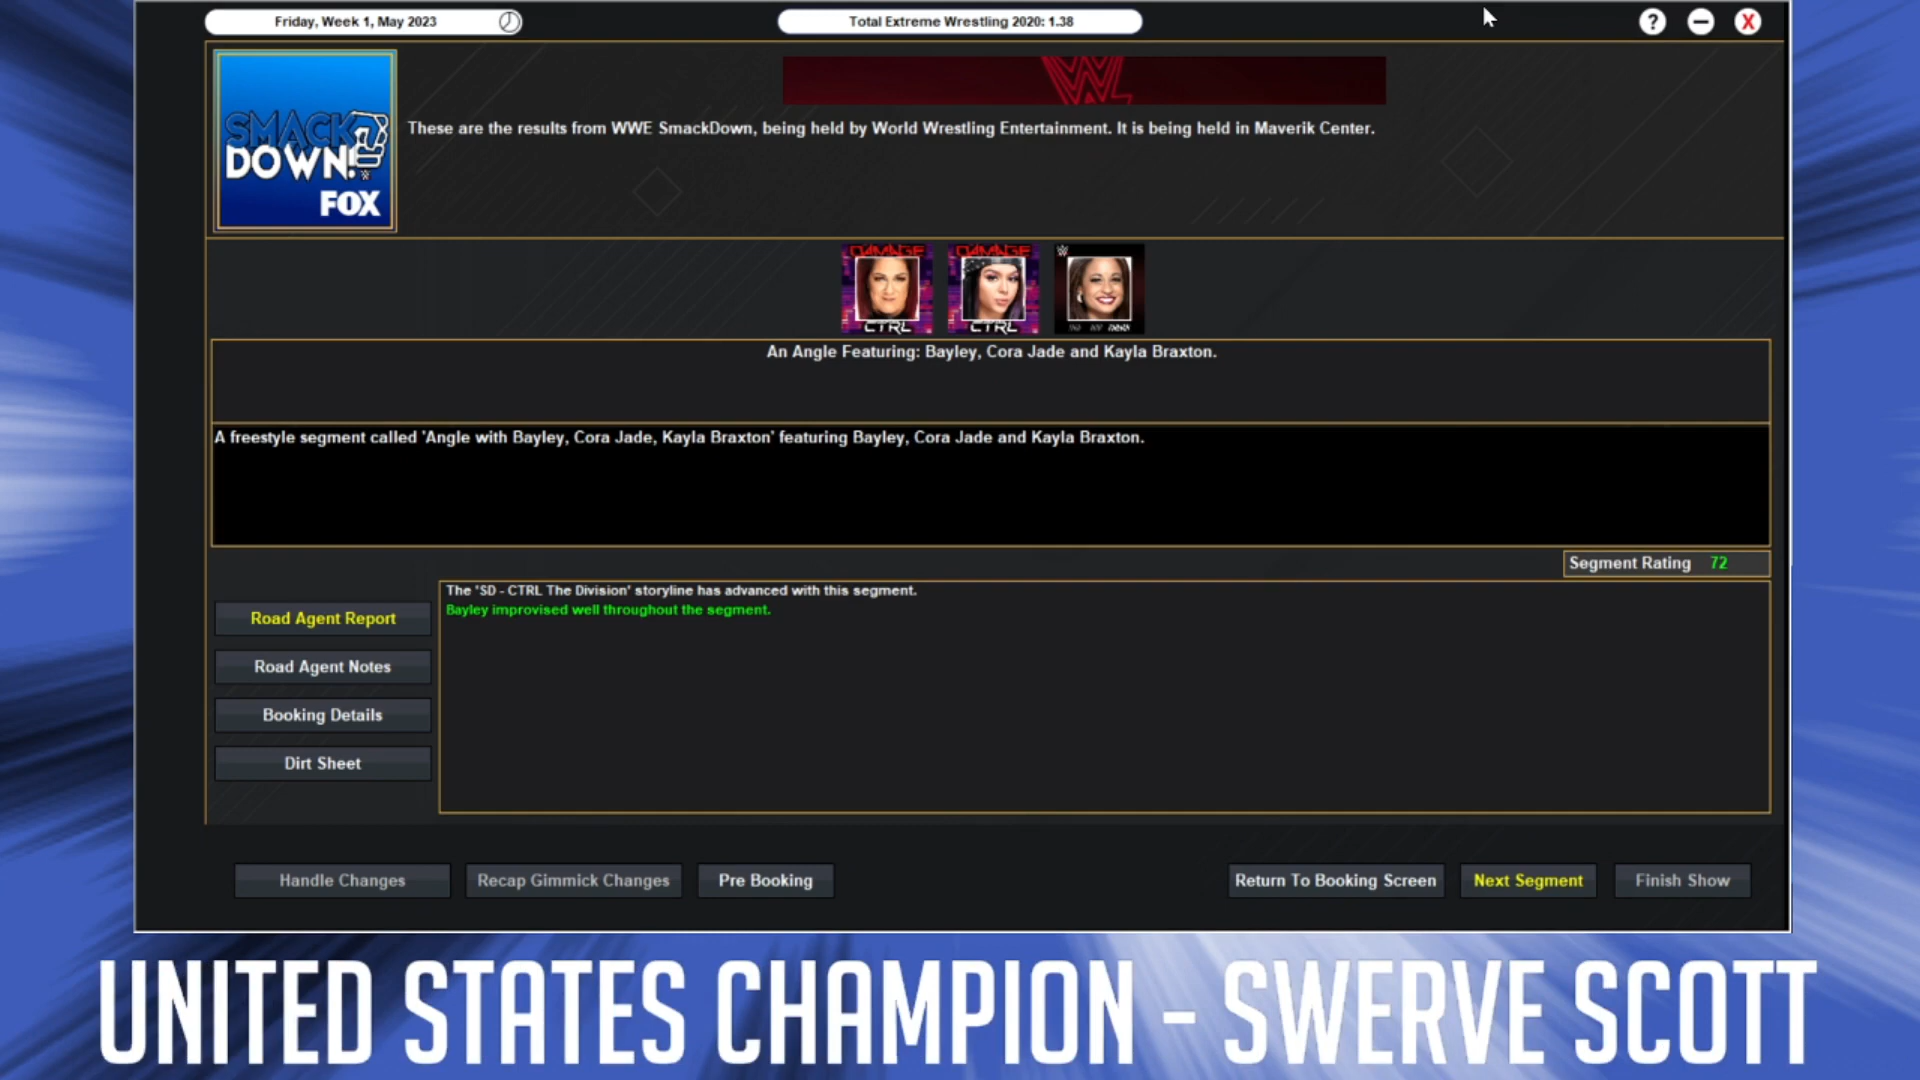 Friday, Week 1, May 2023
Total Extreme Wrestling 2020: 1.38
?
X
SMACK
DOWN!
FOX
These are the results from WWE SmackDown, being held by World Wrestling Entertainment. It is being held in Maverik Center.
DAMAGE
CTRL
DAMAGE
CTRL
An Angle Featuring: Bayley, Cora Jade and Kayla Braxton.
A freestyle segment called 'Angle with Bayley, Cora Jade, Kayla Braxton' featuring Bayley, Cora Jade and Kayla Braxton.
Segment Rating 72
The 'SD - CTRL The Division' storyline has advanced with this segment.
Bayley improvised well throughout the segment.
Road Agent Report
Road Agent Notes
Booking Details
Dirt Sheet
Handle Changes
Recap Gimmick Changes
Pre Booking
Return To Booking Screen
Next Segment
Finish Show
UNITED STATES CHAMPION - SWERVE SCOTT